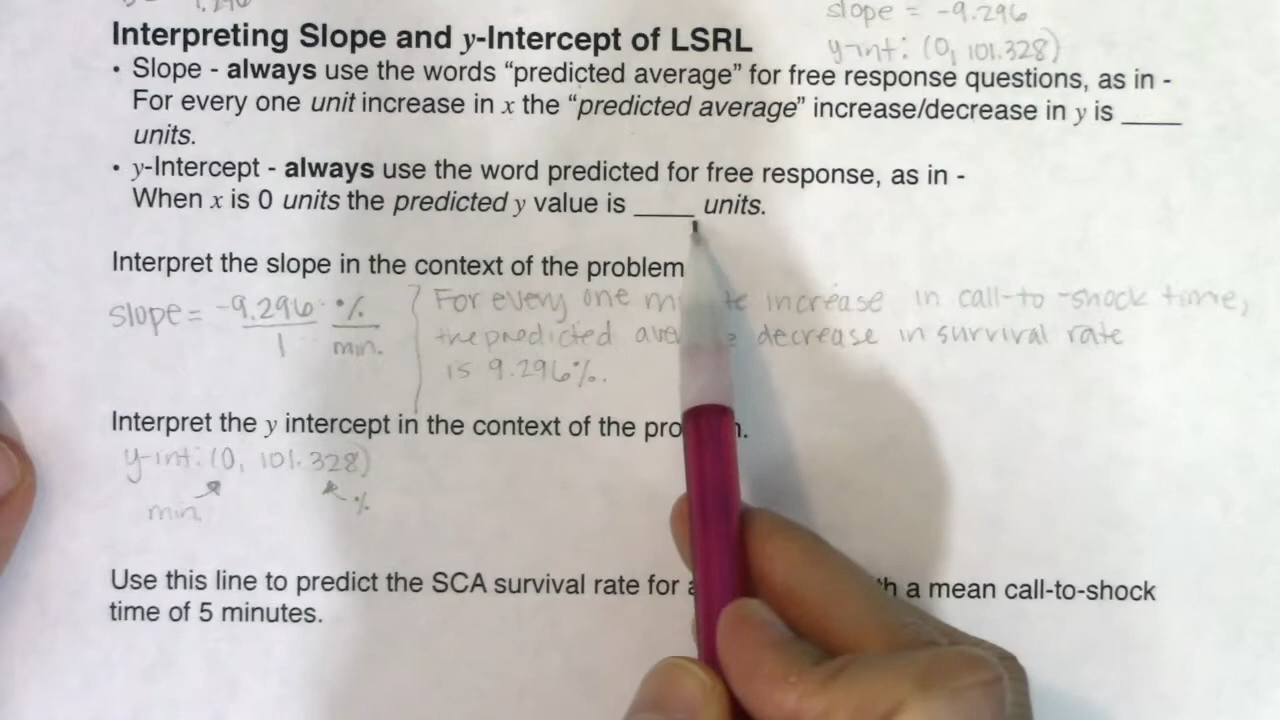 slope = -9.296
Interpreting Slope and y-Intercept of LSRL
y-int: (0, 101.328)
• Slope - always use the words “predicted average” for free response questions, as in -
For every one unit increase in x the “predicted average” increase/decrease in y is ____
units.
• y-Intercept - always use the word predicted for free response, as in -
When x is 0 units the predicted y value is ____ units.
Interpret the slope in the context of the problem
slope = -9.296 %
1 min.
For every one increase in call-to-shock time,
the predicted decrease in survival rate
is 9.296%.
Interpret the y intercept in the context of the
y-int: (0, 101.328)
min %
Use this line to predict the SCA survival rate for a mean call-to-shock
time of 5 minutes.